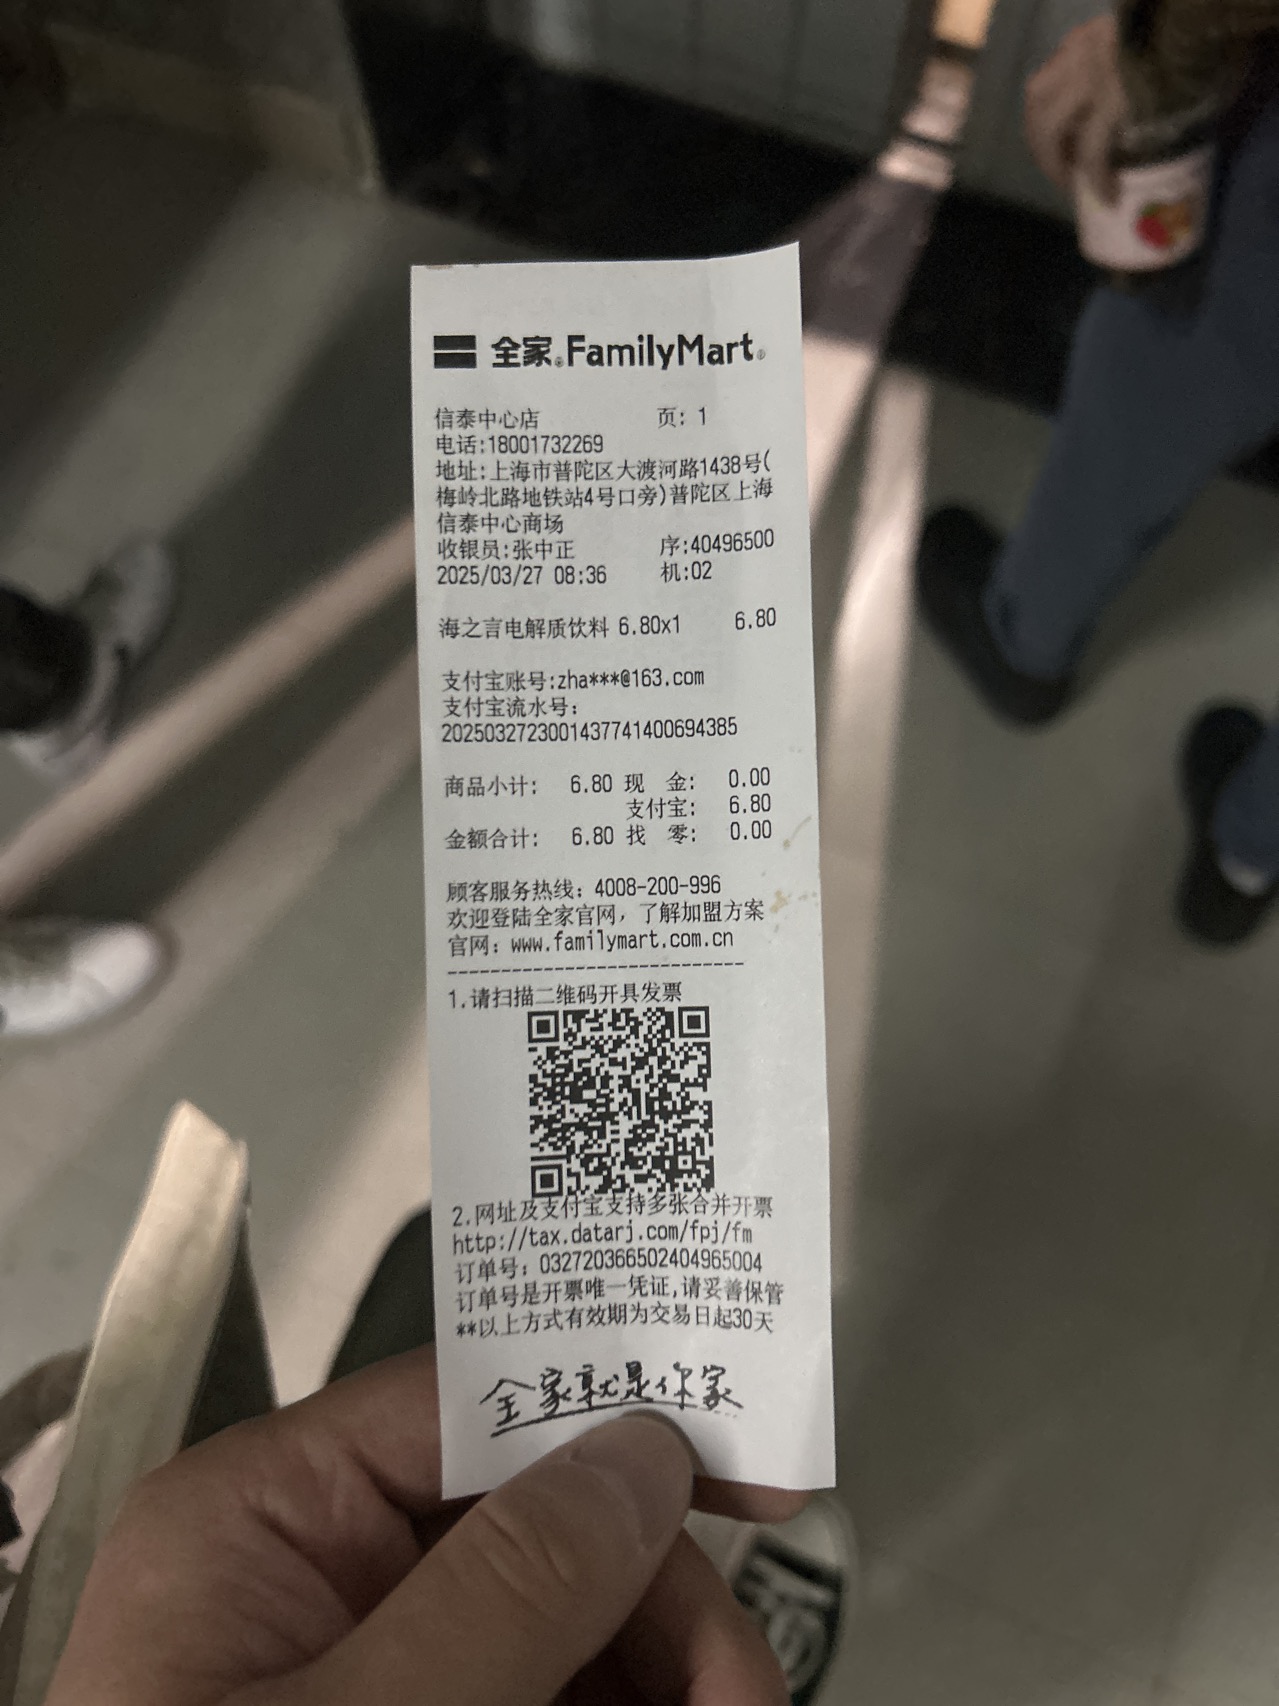 全家®FamilyMart®
信泰中心店 页: 1
电话:18001732269
地址:上海市普陀区大渡河路1438号(
梅岭北路地铁站4号口旁)普陀区上海
信泰中心商场
收银员:张中正 序:40496500
2025/03/27 08:36 机:02
海之言电解质饮料 6.80x1 6.80
支付宝账号:zha***@163.com
支付宝流水号:
2025032723001437741400694385
商品小计: 6.80 现 金: 0.00
支付宝: 6.80
金额合计: 6.80 找 零: 0.00
顾客服务热线: 4008-200-996
欢迎登陆全家官网, 了解加盟方案
官网: www.familymart.com.cn
----------------------------
1.请扫描二维码开具发票
2.网址及支付宝支持多张合并开票
http://tax.datarj.com/fpj/fm
订单号: 032720366502404965004
订单号是开票唯一凭证,请妥善保管
**以上方式有效期为交易日起30天
全家就是你家